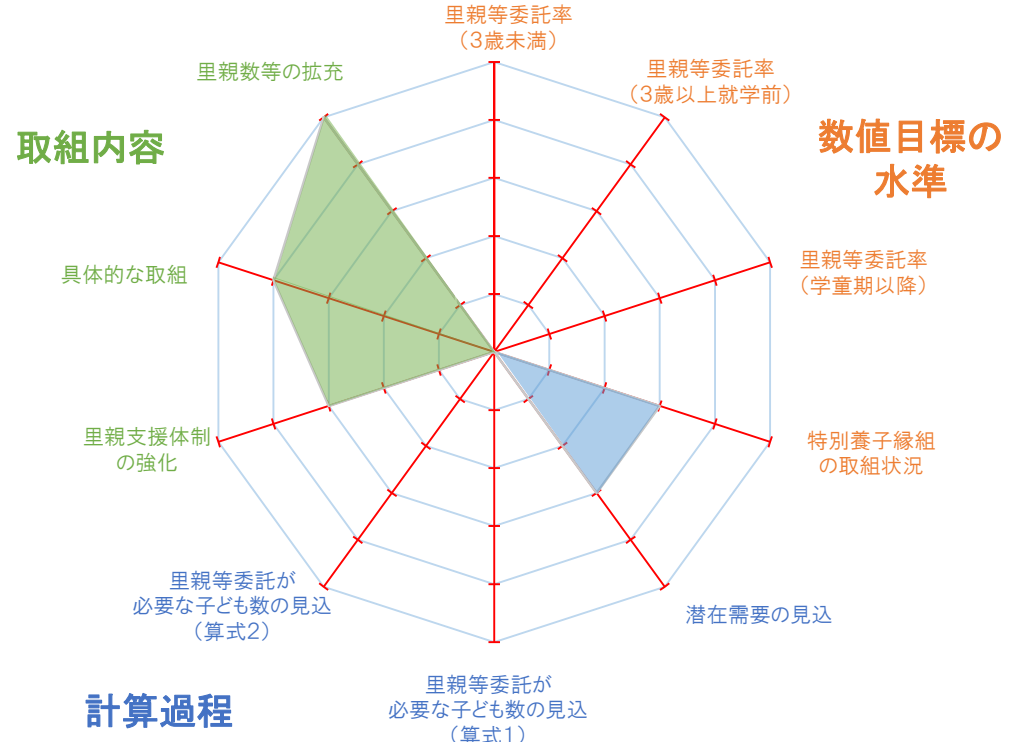 里親等委託率
（3歳未満）
里親等委託率
（3歳以上就学前）
数値目標の
水準
里親等委託率
（学童期以降）
特別養子縁組
の取組状況
潜在需要の見込
里親等委託が
必要な子ども数の見込
（算式1）
里親等委託が
必要な子ども数の見込
（算式2）
計算過程
里親支援体制
の強化
具体的な取組
取組内容
里親数等の拡充